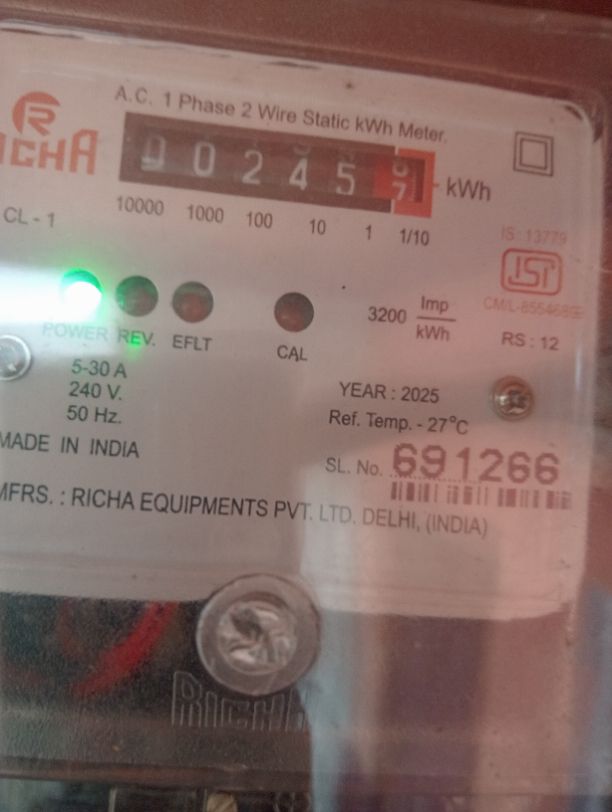 A.C. 1 Phase 2 Wire Static kWh Meter.
RICHA
0 0 2 4 5 7 kWh
CL - 1
10000 1000 100 10 1 1/10
IS : 13779
ISI
3200 Imp/kWh
RS : 12
POWER REV. EFLT CAL
5-30 A
240 V.
50 Hz.
YEAR : 2025
Ref. Temp. - 27°C
MADE IN INDIA
SL. No. 691266
MFRS. : RICHA EQUIPMENTS PVT. LTD. DELHI, (INDIA)
RICHA